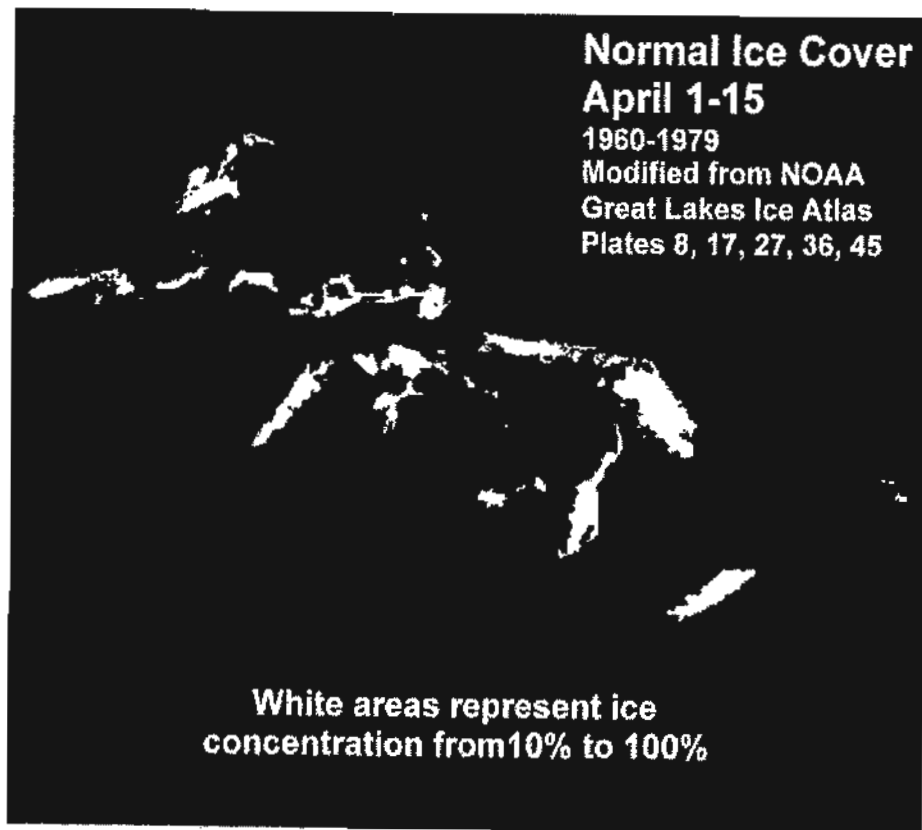 Normal Ice Cover
April 1-15
1960-1979
Modified from NOAA
Great Lakes Ice Atlas
Plates 8, 17, 27, 36, 45
White areas represent ice
concentration from10% to 100%